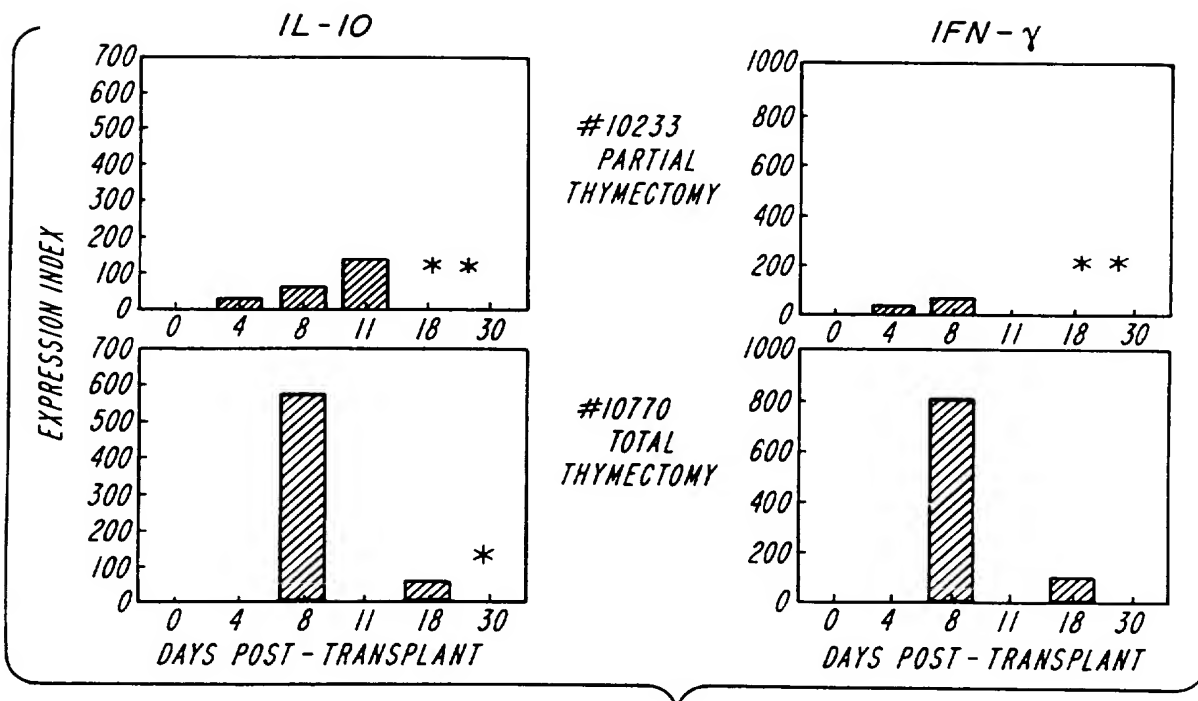 IL-10
IFN-γ
EXPRESSION INDEX
700
600
500
400
300
200
100
0
* *
0 4 8 11 18 30
#10233
PARTIAL
THYMECTOMY
1000
800
600
400
200
0
* *
0 4 8 11 18 30
700
600
500
400
300
200
100
0
*
0 4 8 11 18 30
DAYS POST-TRANSPLANT
#10770
TOTAL
THYMECTOMY
1000
800
600
400
200
0
0 4 8 11 18 30
DAYS POST-TRANSPLANT